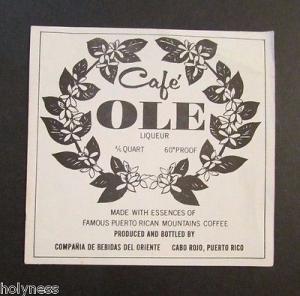 Café
OLE
LIQUEUR
⅘ QUART 60° PROOF
MADE WITH ESSENCES OF
FAMOUS PUERTO RICAN MOUNTAINS COFFEE
PRODUCED AND BOTTLED BY
COMPAÑIA DE BEBIDAS DEL ORIENTE CABO ROJO, PUERTO RICO
holyness